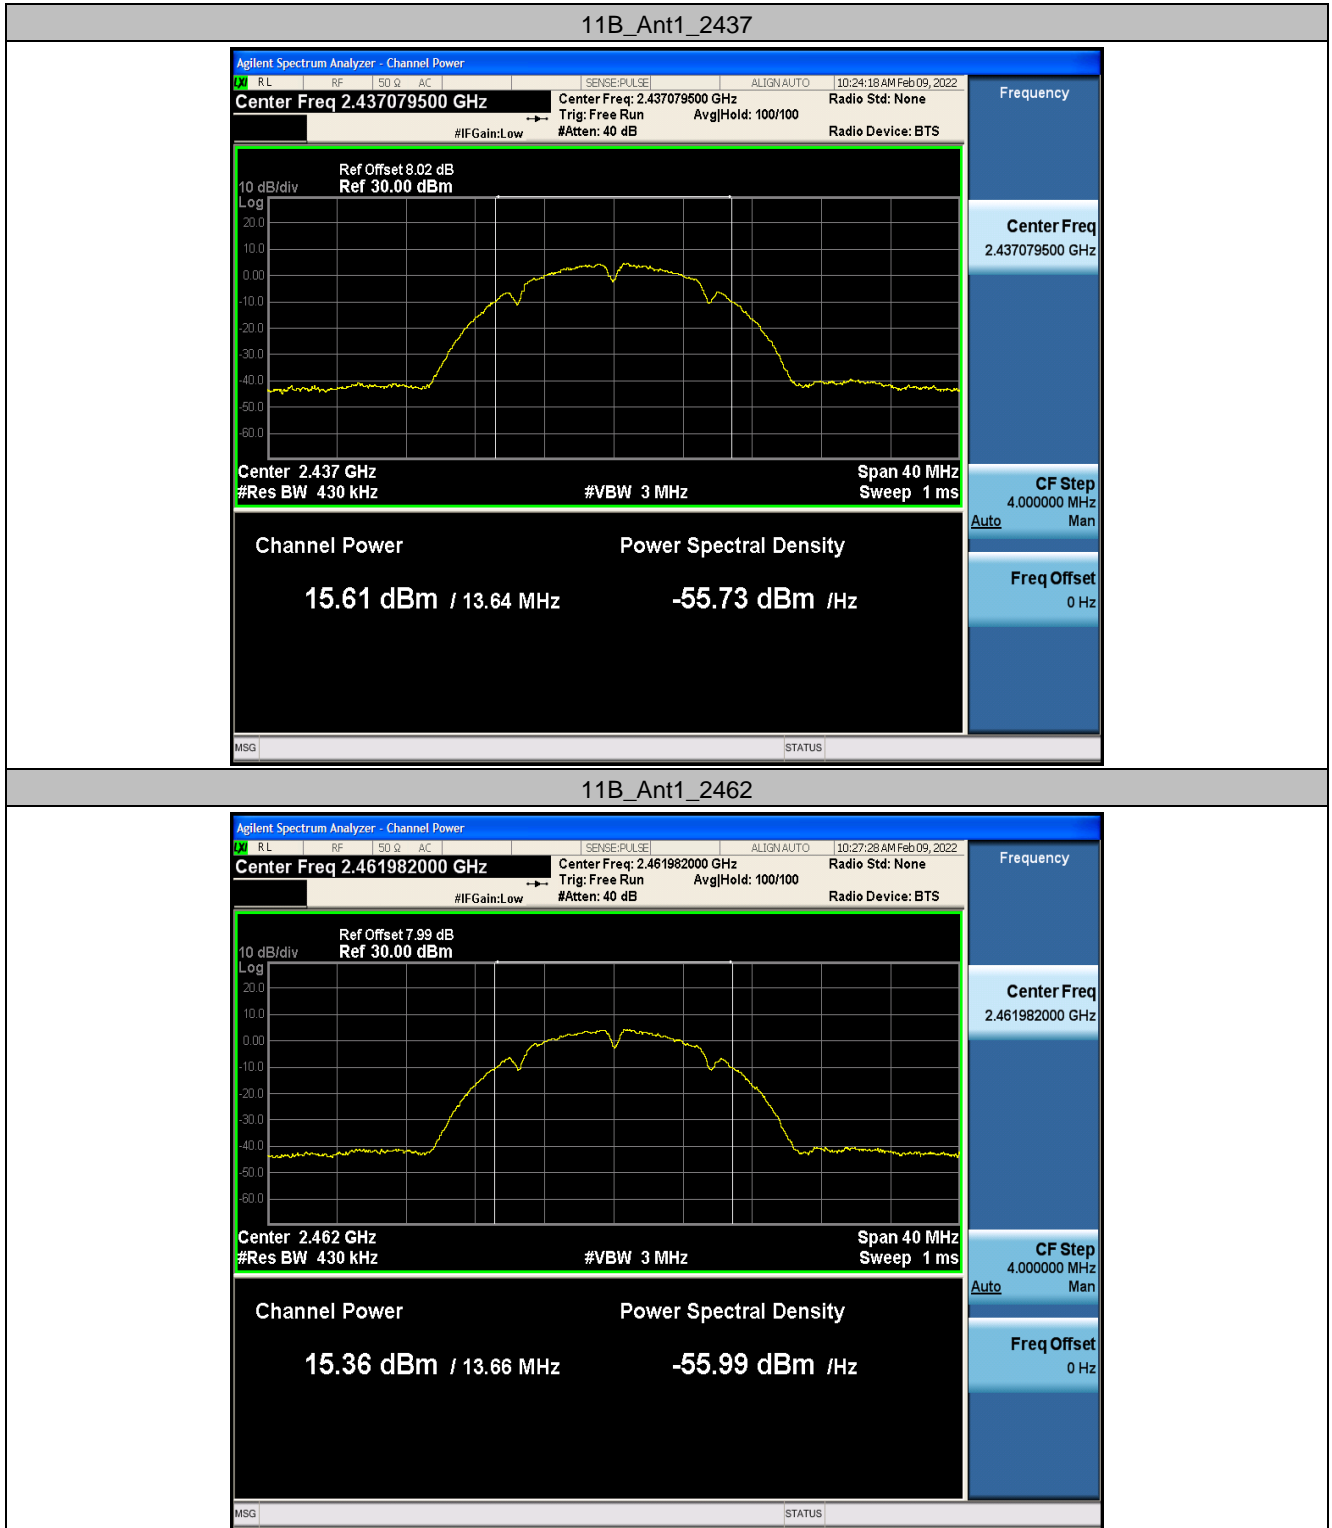 11B_Ant1_2437
Agilent Spectrum Analyzer - Channel Power
LXI RL RF 50 Ω AC SENSE:PULSE ALIGN AUTO 10:24:18 AM Feb 09, 2022
Center Freq 2.437079500 GHz
Center Freq: 2.437079500 GHz Radio Std: None
Trig: Free Run Avg|Hold: 100/100
#IFGain:Low #Atten: 40 dB Radio Device: BTS
Frequency
Ref Offset 8.02 dB
10 dB/div Ref 30.00 dBm
Log
20.0
10.0
0.00
-10.0
-20.0
-30.0
-40.0
-50.0
-60.0
Center 2.437 GHz Span 40 MHz
#Res BW 430 kHz #VBW 3 MHz Sweep 1 ms
Center Freq
2.437079500 GHz
CF Step
4.000000 MHz
Auto Man
Freq Offset
0 Hz
Channel Power Power Spectral Density
15.61 dBm / 13.64 MHz -55.73 dBm /Hz
MSG STATUS
11B_Ant1_2462
Agilent Spectrum Analyzer - Channel Power
LXI RL RF 50 Ω AC SENSE:PULSE ALIGN AUTO 10:27:28 AM Feb 09, 2022
Center Freq 2.461982000 GHz
Center Freq: 2.461982000 GHz Radio Std: None
Trig: Free Run Avg|Hold: 100/100
#IFGain:Low #Atten: 40 dB Radio Device: BTS
Frequency
Ref Offset 7.99 dB
10 dB/div Ref 30.00 dBm
Log
20.0
10.0
0.00
-10.0
-20.0
-30.0
-40.0
-50.0
-60.0
Center 2.462 GHz Span 40 MHz
#Res BW 430 kHz #VBW 3 MHz Sweep 1 ms
Center Freq
2.461982000 GHz
CF Step
4.000000 MHz
Auto Man
Freq Offset
0 Hz
Channel Power Power Spectral Density
15.36 dBm / 13.66 MHz -55.99 dBm /Hz
MSG STATUS